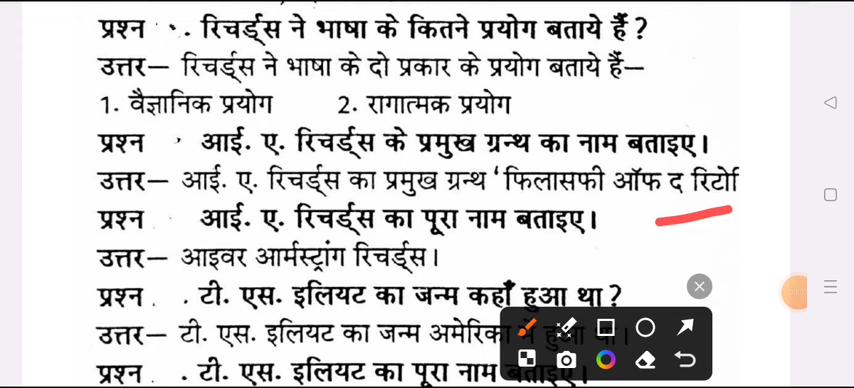 प्रश्न . रिचर्ड्स ने भाषा के कितने प्रयोग बताये हैं?
उत्तर— रिचर्ड्स ने भाषा के दो प्रकार के प्रयोग बताये हैं—
1. वैज्ञानिक प्रयोग 2. रागात्मक प्रयोग
प्रश्न आई. ए. रिचर्ड्स के प्रमुख ग्रन्थ का नाम बताइए।
उत्तर— आई. ए. रिचर्ड्स का प्रमुख ग्रन्थ 'फिलासफी ऑफ द रिटोरि
प्रश्न आई. ए. रिचर्ड्स का पूरा नाम बताइए।
उत्तर— आइवर आर्मस्ट्रांग रिचर्ड्स।
प्रश्न . . टी. एस. इलियट का जन्म कहाँ हुआ था?
उत्तर— टी. एस. इलियट का जन्म अमेरिका में हुआ था।
प्रश्न . टी. एस. इलियट का पूरा नाम बताइए।